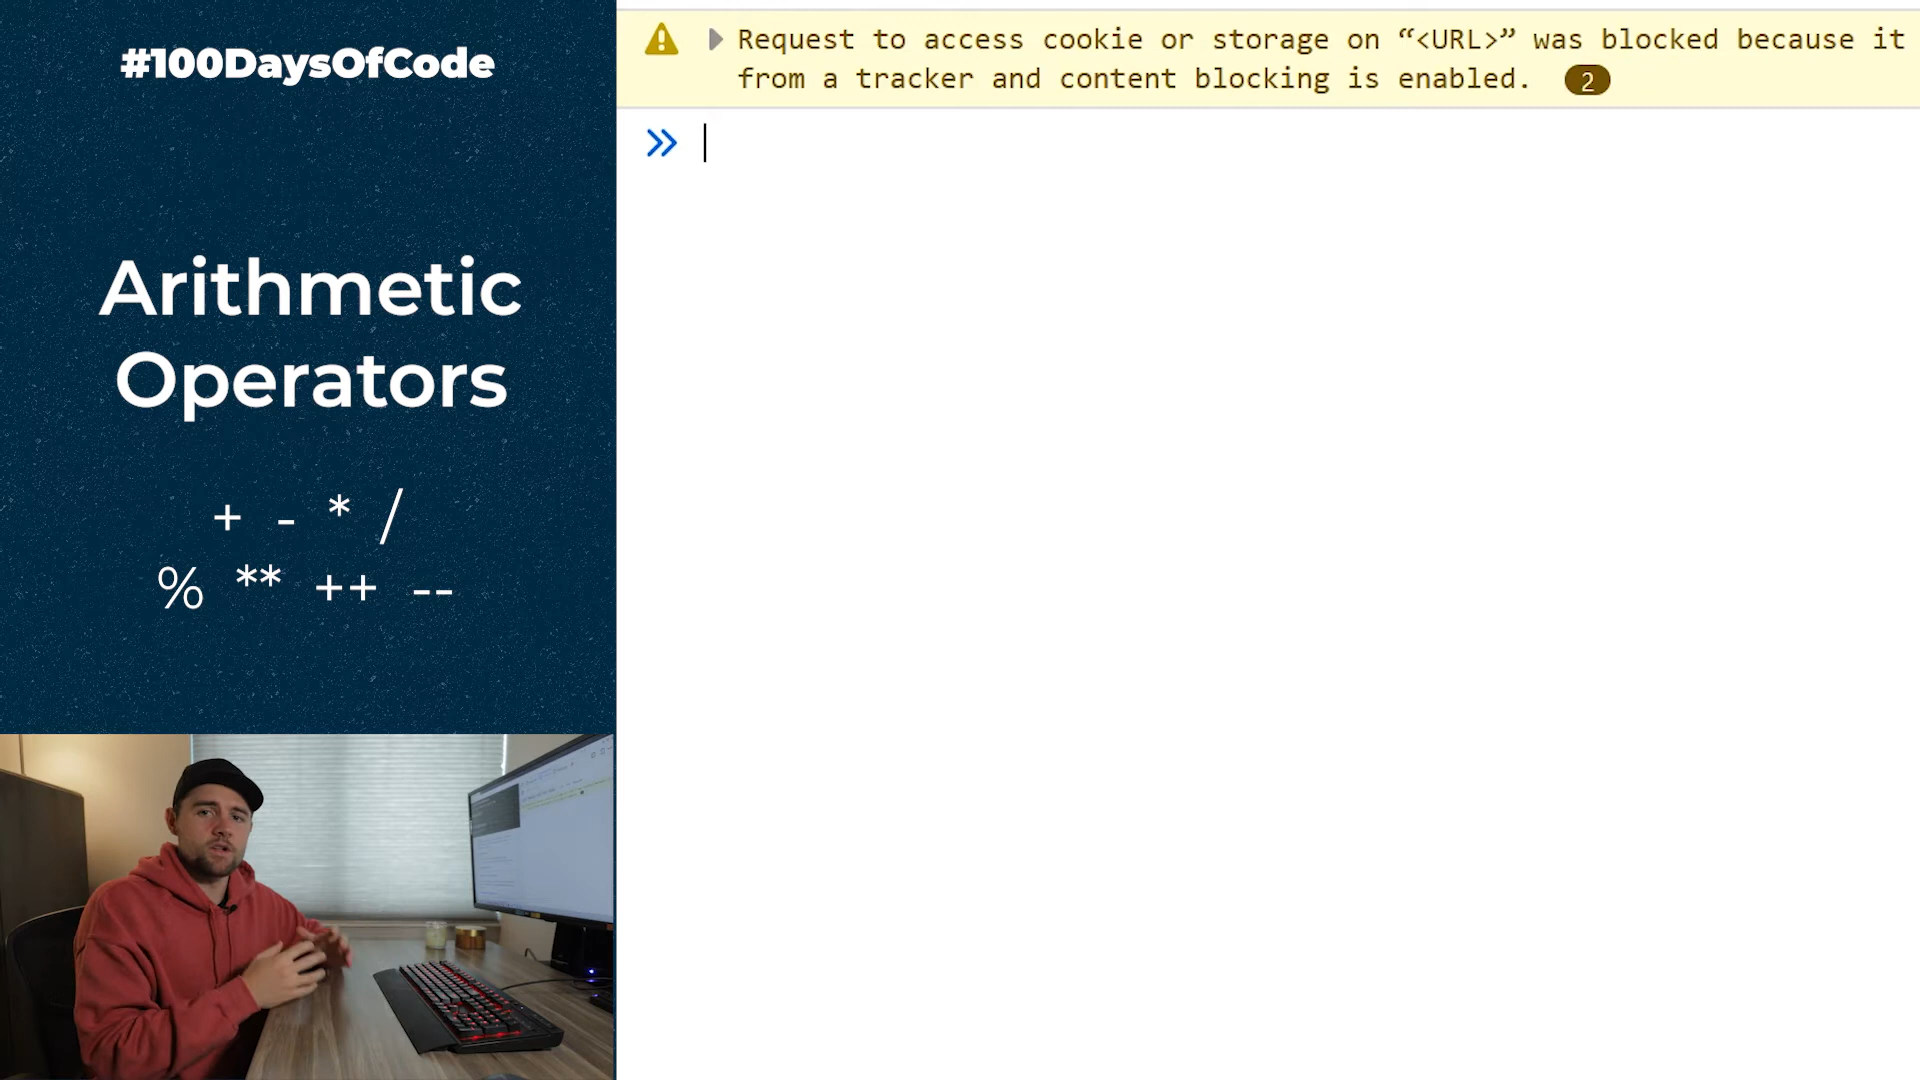 #100DaysOfCode
Arithmetic
Operators
+ - * /
% ** ++ --
Request to access cookie or storage on “<URL>” was blocked because it
from a tracker and content blocking is enabled. 2